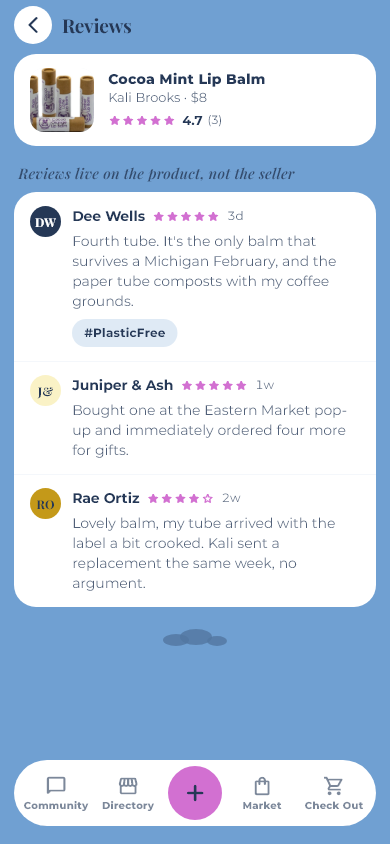 Reviews
Cocoa Mint Lip Balm
Kali Brooks · $8
4.7 (3)
Reviews live on the product, not the seller
DW
Dee Wells 3d
Fourth tube. It's the only balm that
survives a Michigan February, and the
paper tube composts with my coffee
grounds.
#PlasticFree
J&
Juniper & Ash 1w
Bought one at the Eastern Market pop-
up and immediately ordered four more
for gifts.
RO
Rae Ortiz 2w
Lovely balm, my tube arrived with the
label a bit crooked. Kali sent a
replacement the same week, no
argument.
Community
Directory
Market
Check Out